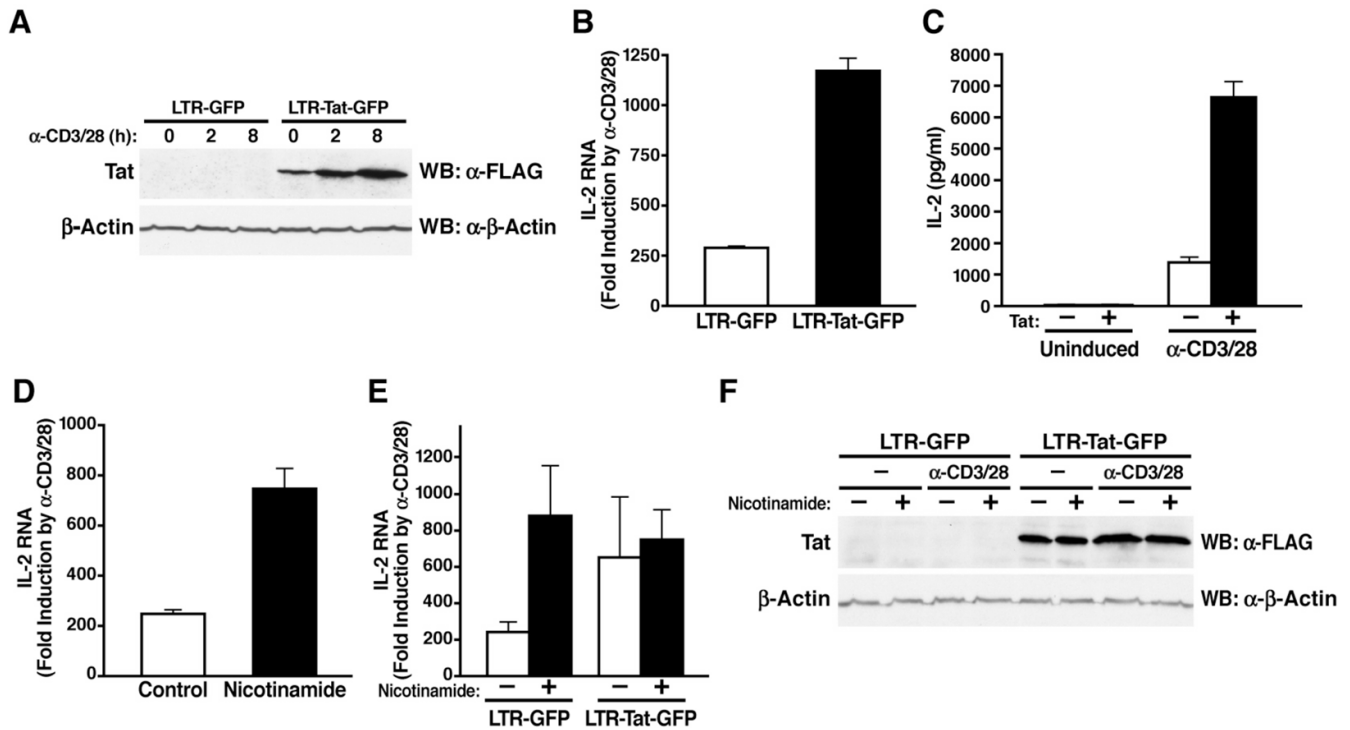 A
LTR-GFP LTR-Tat-GFP
α-CD3/28 (h): 0 2 8 0 2 8
Tat WB: α-FLAG
β-Actin WB: α-β-Actin
B
IL-2 RNA
(Fold Induction by α-CD3/28)
1250
1000
750
500
250
0
LTR-GFP LTR-Tat-GFP
C
IL-2 (pg/ml)
8000
7000
6000
5000
4000
3000
2000
1000
0
Tat: − + − +
Uninduced α-CD3/28
D
IL-2 RNA
(Fold Induction by α-CD3/28)
1000
800
600
400
200
0
Control Nicotinamide
E
IL-2 RNA
(Fold Induction by α-CD3/28)
1200
1000
800
600
400
200
0
Nicotinamide: − + − +
LTR-GFP LTR-Tat-GFP
F
LTR-GFP LTR-Tat-GFP
− α-CD3/28 − α-CD3/28
Nicotinamide: − + − + − + − +
Tat WB: α-FLAG
β-Actin WB: α-β-Actin